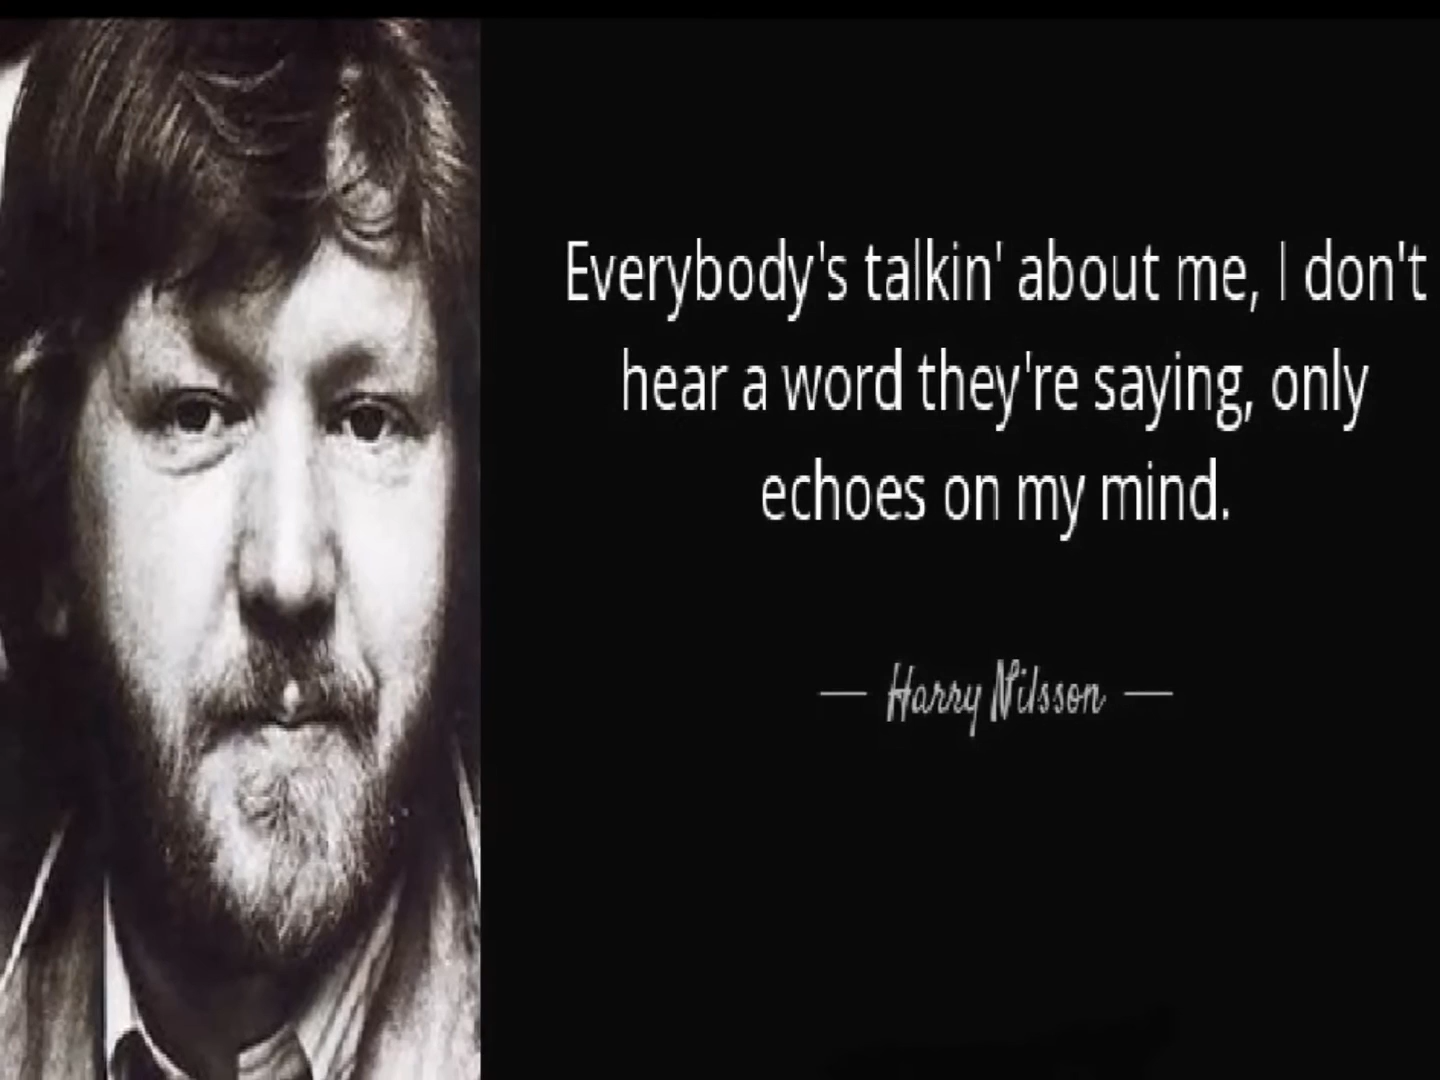 Everybody's talkin' about me, I don't
hear a word they're saying, only
echoes on my mind.
— Harry Nilsson —